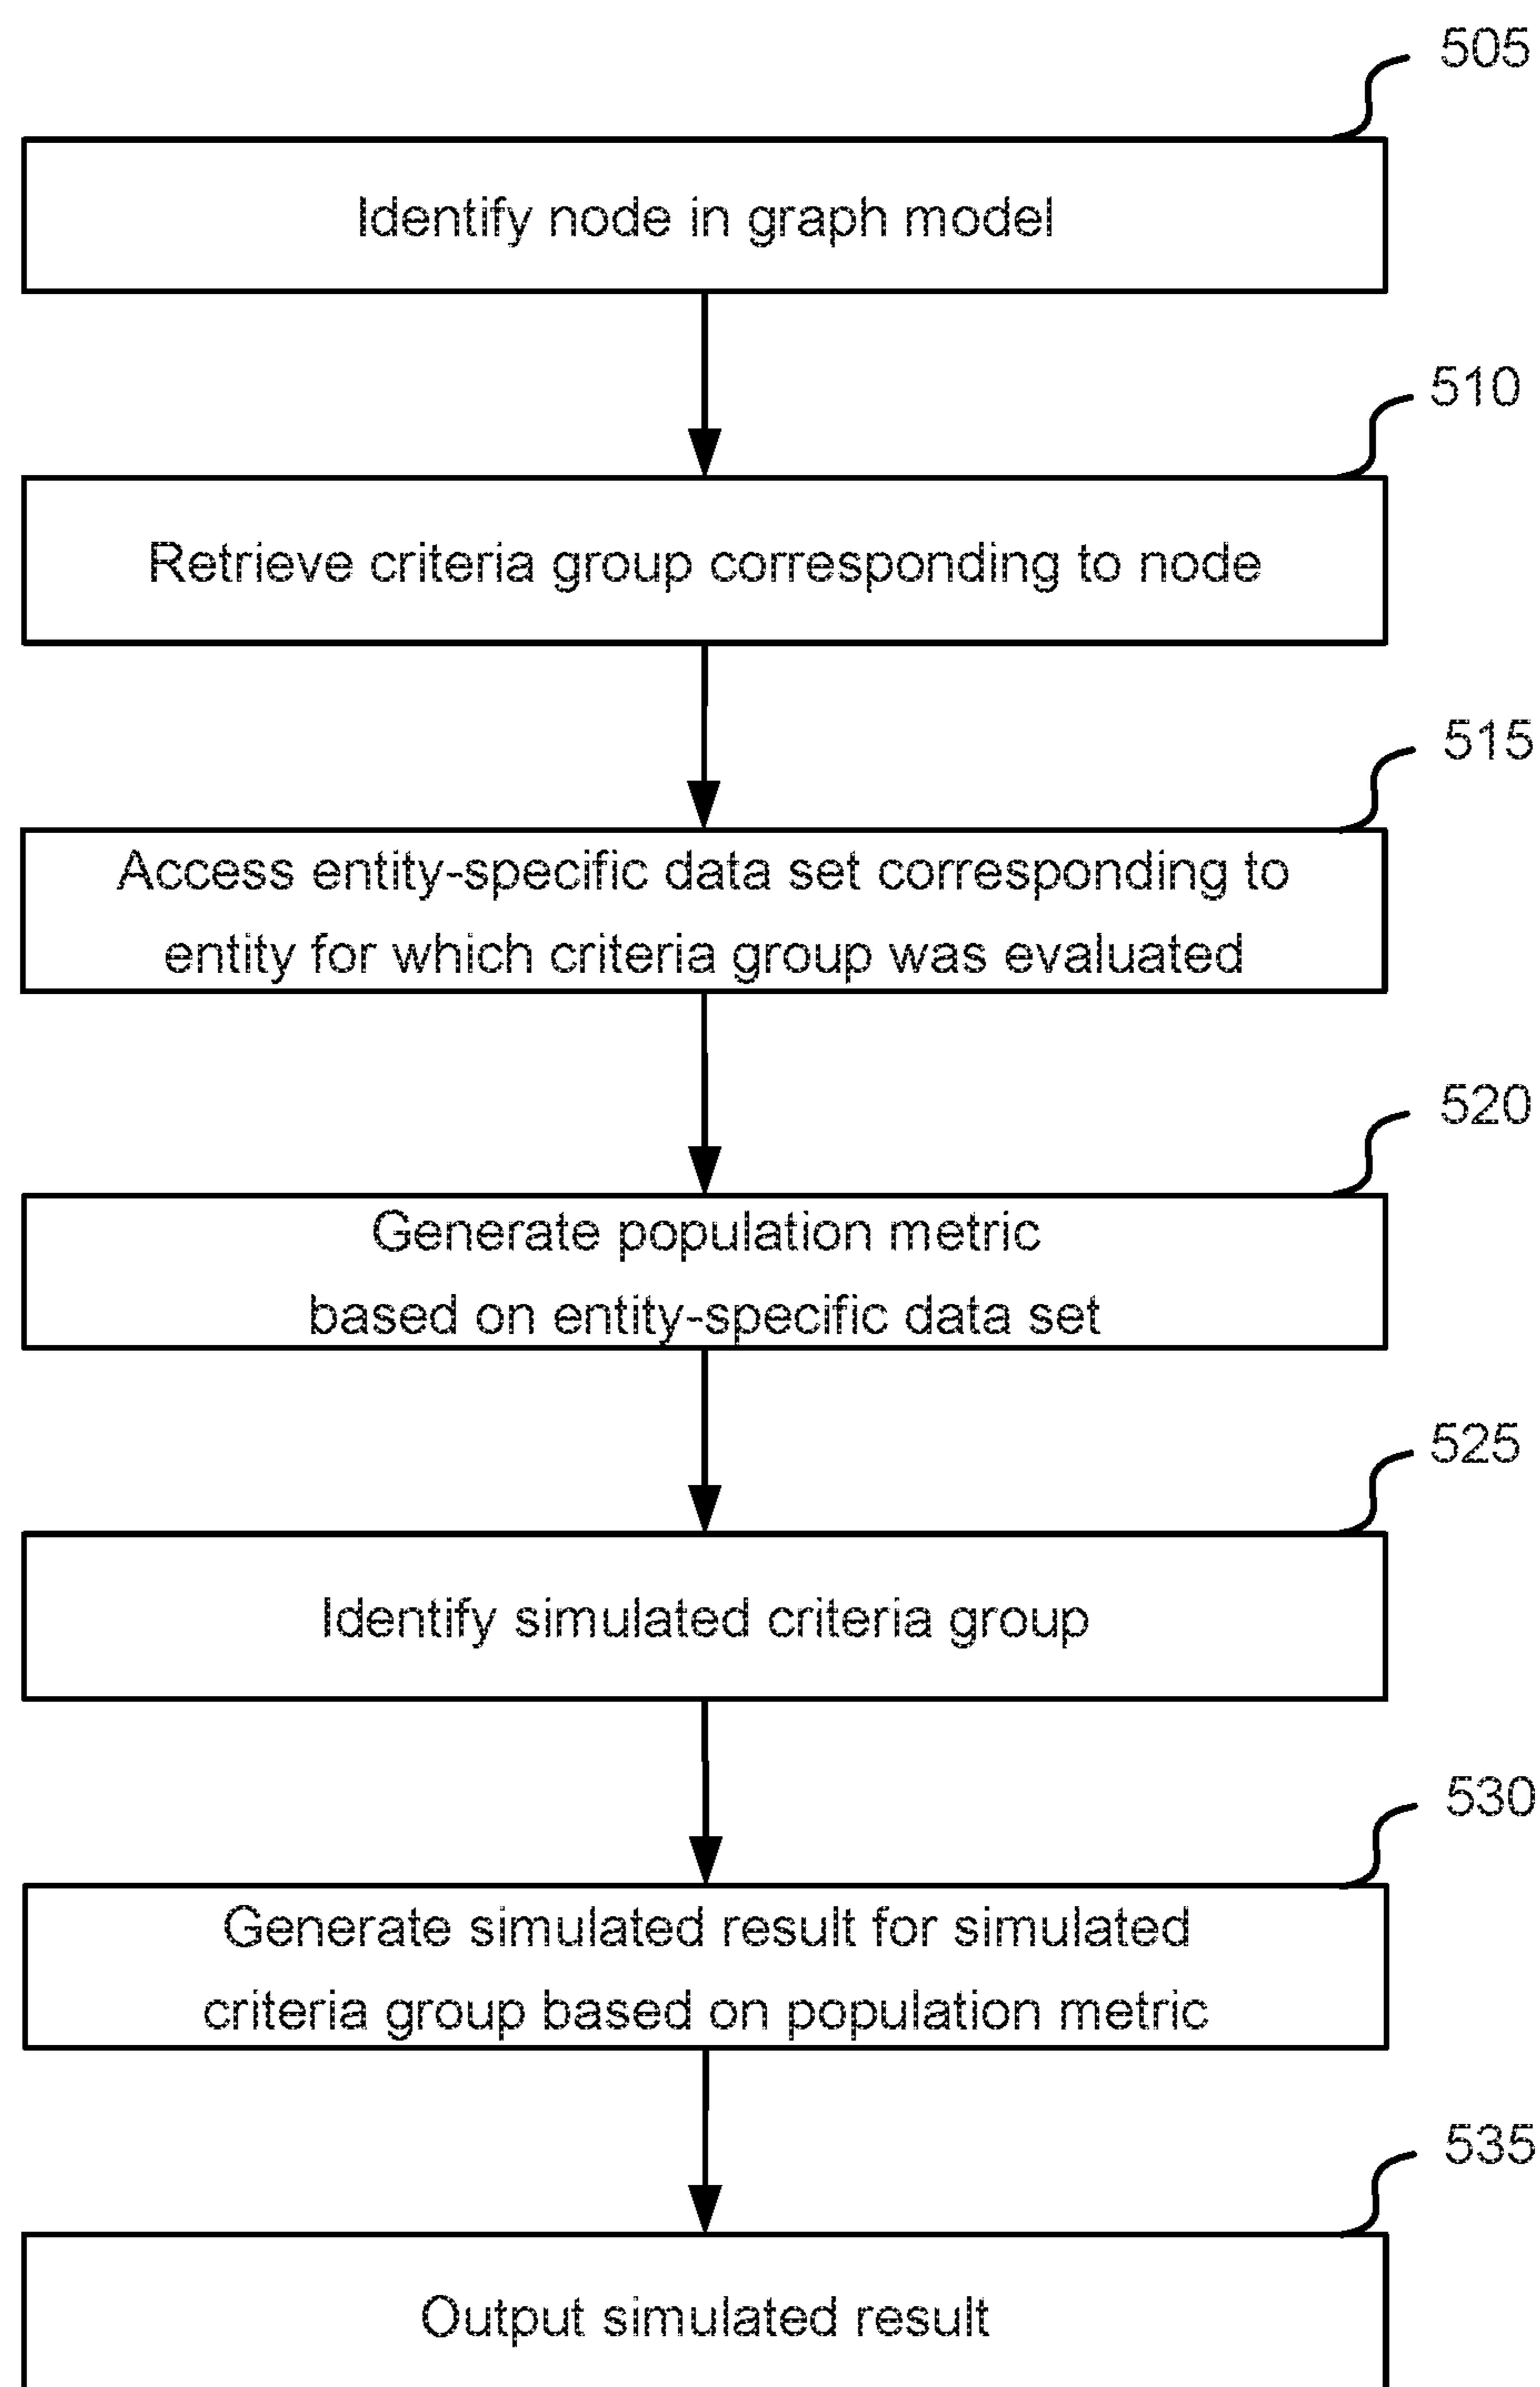 505
Identify node in graph model
510
Retrieve criteria group corresponding to node
515
Access entity-specific data set corresponding to
entity for which criteria group was evaluated
520
Generate population metric
based on entity-specific data set
525
Identify simulated criteria group
530
Generate simulated result for simulated
criteria group based on population metric
535
Output simulated result